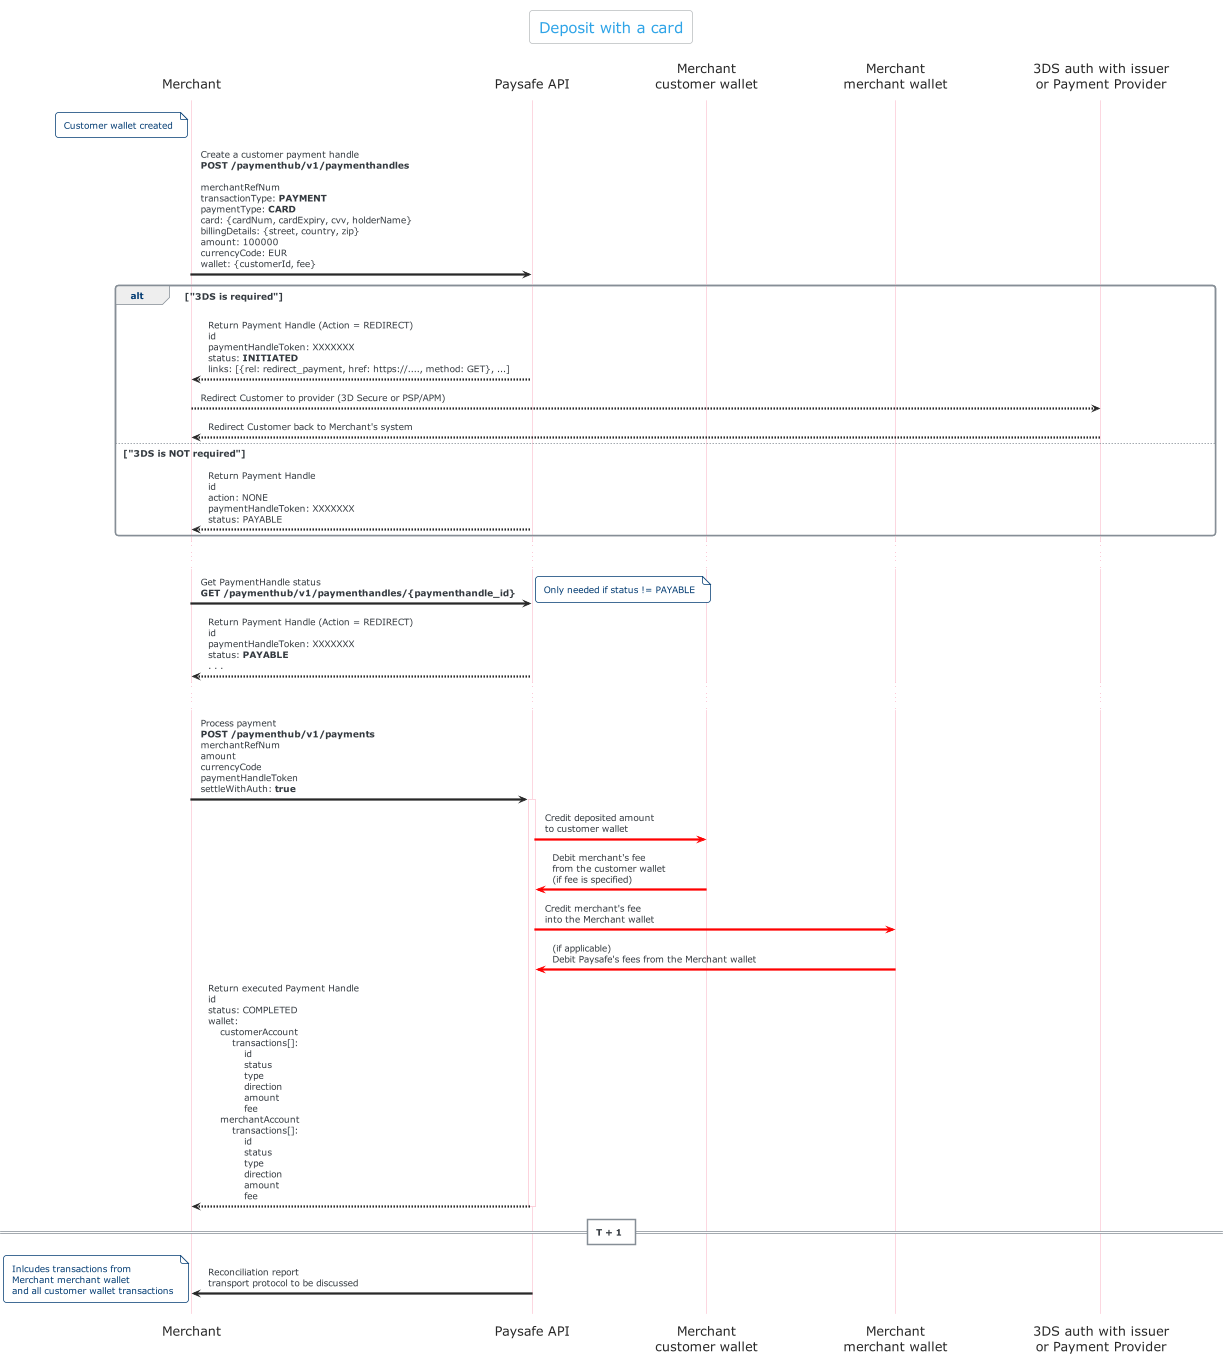 Deposit with a card
Merchant
Paysafe API
Merchant
customer wallet
Merchant
merchant wallet
3DS auth with issuer
or Payment Provider
Customer wallet created
Create a customer payment handle
POST /paymenthub/v1/paymenthandles
merchantRefNum
transactionType: PAYMENT
paymentType: CARD
card: {cardNum, cardExpiry, cvv, holderName}
billingDetails: {street, country, zip}
amount: 100000
currencyCode: EUR
wallet: {customerId, fee}
alt
["3DS is required"]
Return Payment Handle (Action = REDIRECT)
id
paymentHandleToken: XXXXXXX
status: INITIATED
links: [{rel: redirect_payment, href: https://...., method: GET}, ...]
Redirect Customer to provider (3D Secure or PSP/APM)
Redirect Customer back to Merchant's system
["3DS is NOT required"]
Return Payment Handle
id
action: NONE
paymentHandleToken: XXXXXXX
status: PAYABLE
Get PaymentHandle status
GET /paymenthub/v1/paymenthandles/{paymenthandle_id}
Only needed if status != PAYABLE
Return Payment Handle (Action = REDIRECT)
id
paymentHandleToken: XXXXXXX
status: PAYABLE
. . .
Process payment
POST /paymenthub/v1/payments
merchantRefNum
amount
currencyCode
paymentHandleToken
settleWithAuth: true
Credit deposited amount
to customer wallet
Debit merchant's fee
from the customer wallet
(if fee is specified)
Credit merchant's fee
into the Merchant wallet
(if applicable)
Debit Paysafe's fees from the Merchant wallet
Return executed Payment Handle
id
status: COMPLETED
wallet:
customerAccount
transactions[]:
id
status
type
direction
amount
fee
merchantAccount
transactions[]:
id
status
type
direction
amount
fee
T + 1
Inlcudes transactions from
Merchant merchant wallet
and all customer wallet transactions
Reconciliation report
transport protocol to be discussed
Merchant
Paysafe API
Merchant
customer wallet
Merchant
merchant wallet
3DS auth with issuer
or Payment Provider